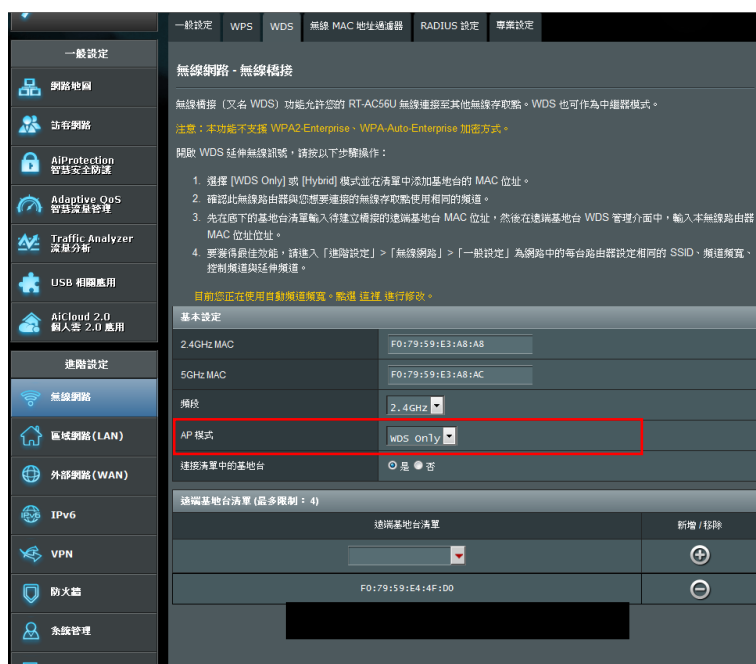 一般設定 WPS WDS 無線 MAC 地址過濾器 RADIUS 設定 專業設定
一般設定
網路地圖
訪客網路
AiProtection
智慧安全防護
Adaptive QoS
智慧流量管理
Traffic Analyzer
流量分析
USB 相關應用
AiCloud 2.0
個人雲 2.0 應用
進階設定
無線網路
區域網路(LAN)
外部網路(WAN)
IPv6
VPN
防火牆
系統管理
無線網路 - 無線橋接
無線橋接（又名 WDS）功能允許您的 RT-AC56U 無線連接至其他無線存取點。WDS 也可作為中繼器模式。
注意：本功能不支援 WPA2-Enterprise、WPA-Auto-Enterprise 加密方式。
開啟 WDS 延伸無線訊號，請按以下步驟操作：
1. 選擇 [WDS Only] 或 [Hybrid] 模式並在清單中添加基地台的 MAC 位址。
2. 確認此無線路由器與您想要連接的無線存取點使用相同的頻道。
3. 先在底下的基地台清單輸入待建立橋接的遠端基地台 MAC 位址，然後在遠端基地台 WDS 管理介面中，輸入本無線路由器
MAC 位址位址。
4. 要獲得最佳效能，請進入「進階設定」>「無線網路」>「一般設定」為網路中的每台路由器設定相同的 SSID、頻道頻寬、
控制頻道與延伸頻道。
目前您正在使用自動頻道頻寬。點選 這裡 進行修改。
基本設定
2.4GHz MAC F0:79:59:E3:A8:A8
5GHz MAC F0:79:59:E3:A8:AC
頻段 2.4GHz
AP 模式 WDS Only
連接清單中的基地台 是 否
遠端基地台清單 (最多限制： 4)
遠端基地台清單 新增 / 移除
F0:79:59:E4:4F:D0